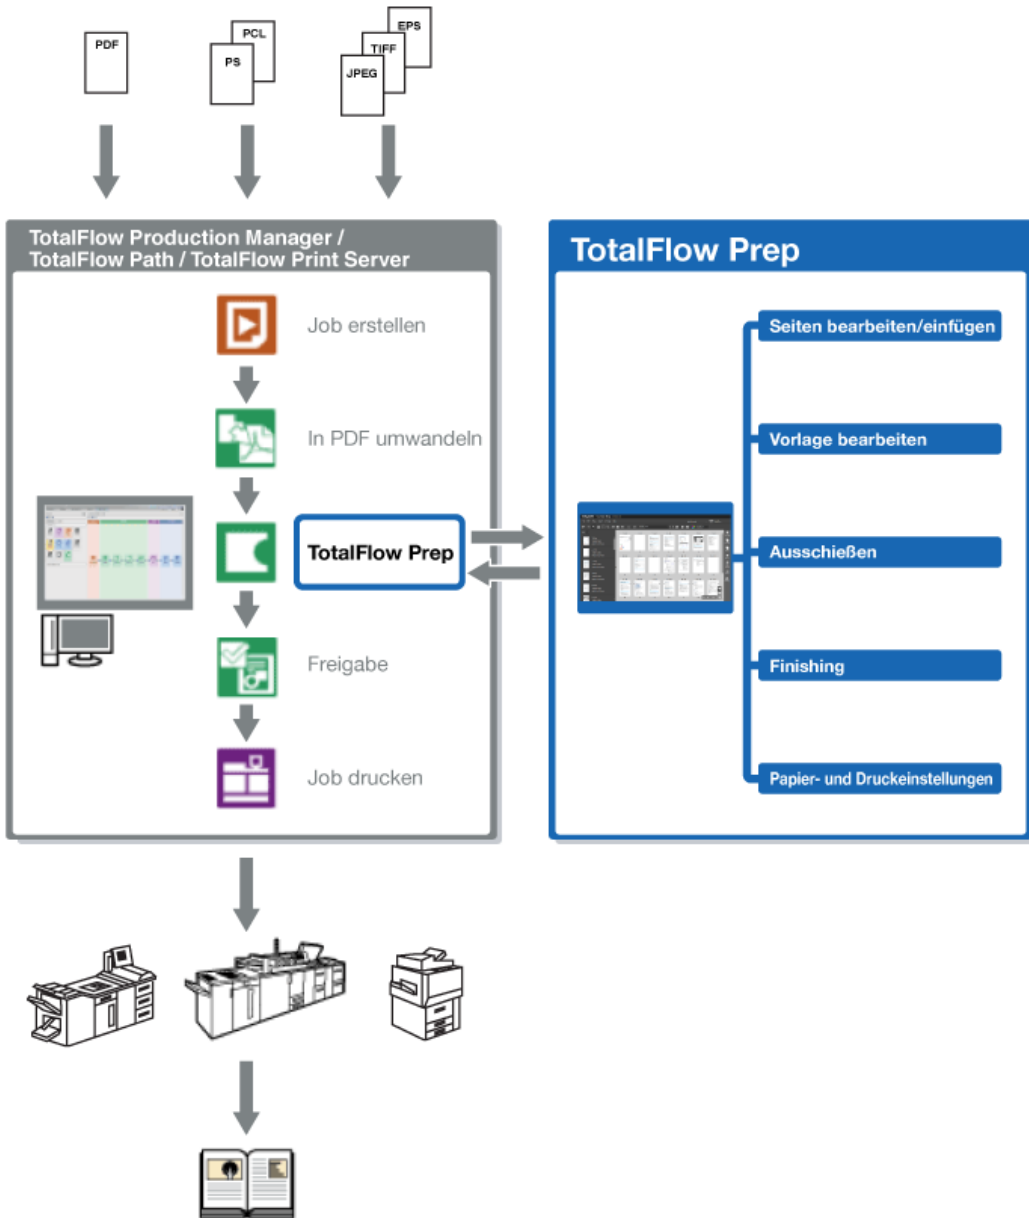 PDF
PCL
PS
EPS
TIFF
JPEG
TotalFlow Production Manager /
TotalFlow Path / TotalFlow Print Server
Job erstellen
In PDF umwandeln
TotalFlow Prep
Freigabe
Job drucken
TotalFlow Prep
Seiten bearbeiten/einfügen
Vorlage bearbeiten
Ausschießen
Finishing
Papier- und Druckeinstellungen